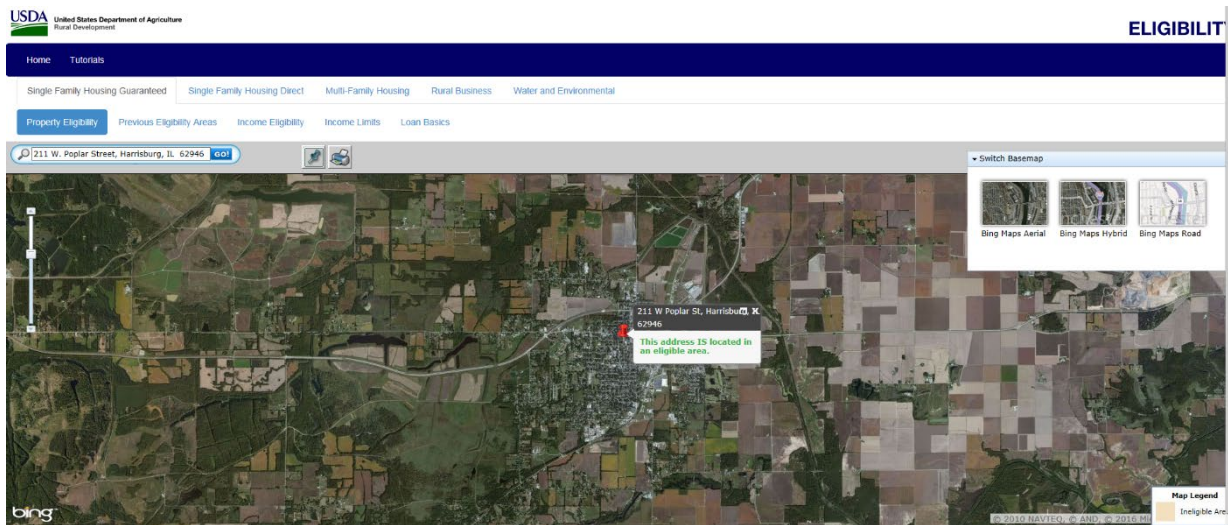 USDA
United States Department of Agriculture
Rural Development
ELIGIBILIT
Home Tutorials
Single Family Housing Guaranteed Single Family Housing Direct Multi-Family Housing Rural Business Water and Environmental
Property Eligibility Previous Eligibility Areas Income Eligibility Income Limits Loan Basics
211 W. Poplar Street, Harrisburg, IL 62946 GO!
Switch Basemap
Bing Maps Aerial Bing Maps Hybrid Bing Maps Road
211 W Poplar St, Harrisburg, X
62946
This address IS located in
an eligible area.
Map Legend
Ineligible Are
bing
© 2010 NAVTEQ, © AND, © 2016 Mi